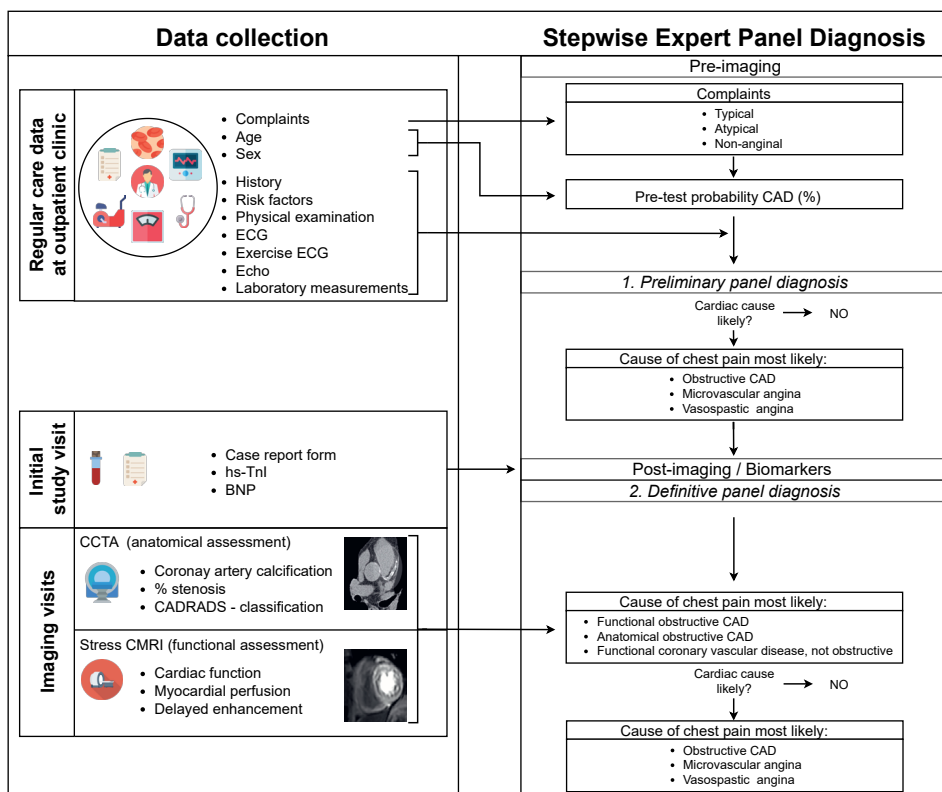 Data collection
Stepwise Expert Panel Diagnosis
Regular care data
at outpatient clinic
• Complaints
• Age
• Sex
• History
• Risk factors
• Physical examination
• ECG
• Exercise ECG
• Echo
• Laboratory measurements
Pre-imaging
Complaints
• Typical
• Atypical
• Non-anginal
Pre-test probability CAD (%)
1. Preliminary panel diagnosis
Cardiac cause
likely?
NO
Cause of chest pain most likely:
• Obstructive CAD
• Microvascular angina
• Vasospastic angina
Initial
study visit
• Case report form
• hs-TnI
• BNP
Post-imaging / Biomarkers
2. Definitive panel diagnosis
Imaging visits
CCTA (anatomical assessment)
• Coronay artery calcification
• % stenosis
• CADRADS - classification
Stress CMRI (functional assessment)
• Cardiac function
• Myocardial perfusion
• Delayed enhancement
Cause of chest pain most likely:
• Functional obstructive CAD
• Anatomical obstructive CAD
• Functional coronary vascular disease, not obstructive
Cardiac cause
likely?
NO
Cause of chest pain most likely:
• Obstructive CAD
• Microvascular angina
• Vasospastic angina